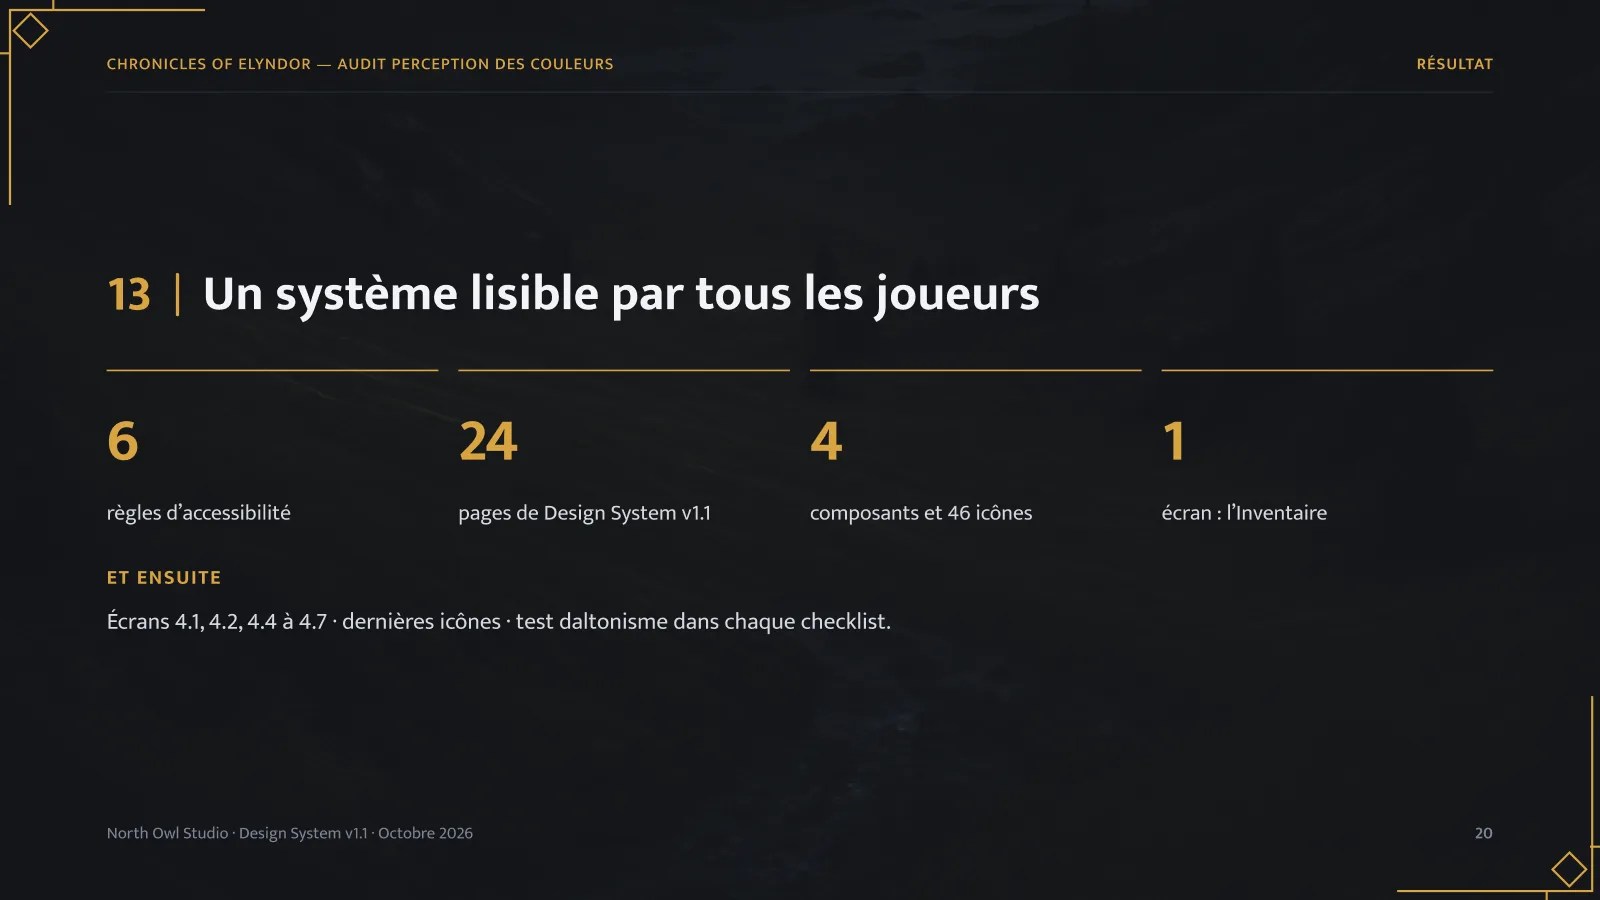 CHRONICLES OF ELYNDOR — AUDIT PERCEPTION DES COULEURS
RÉSULTAT
13 | Un système lisible par tous les joueurs
6
règles d’accessibilité
24
pages de Design System v1.1
4
composants et 46 icônes
1
écran : l’Inventaire
ET ENSUITE
Écrans 4.1, 4.2, 4.4 à 4.7 · dernières icônes · test daltonisme dans chaque checklist.
North Owl Studio · Design System v1.1 · Octobre 2026
20